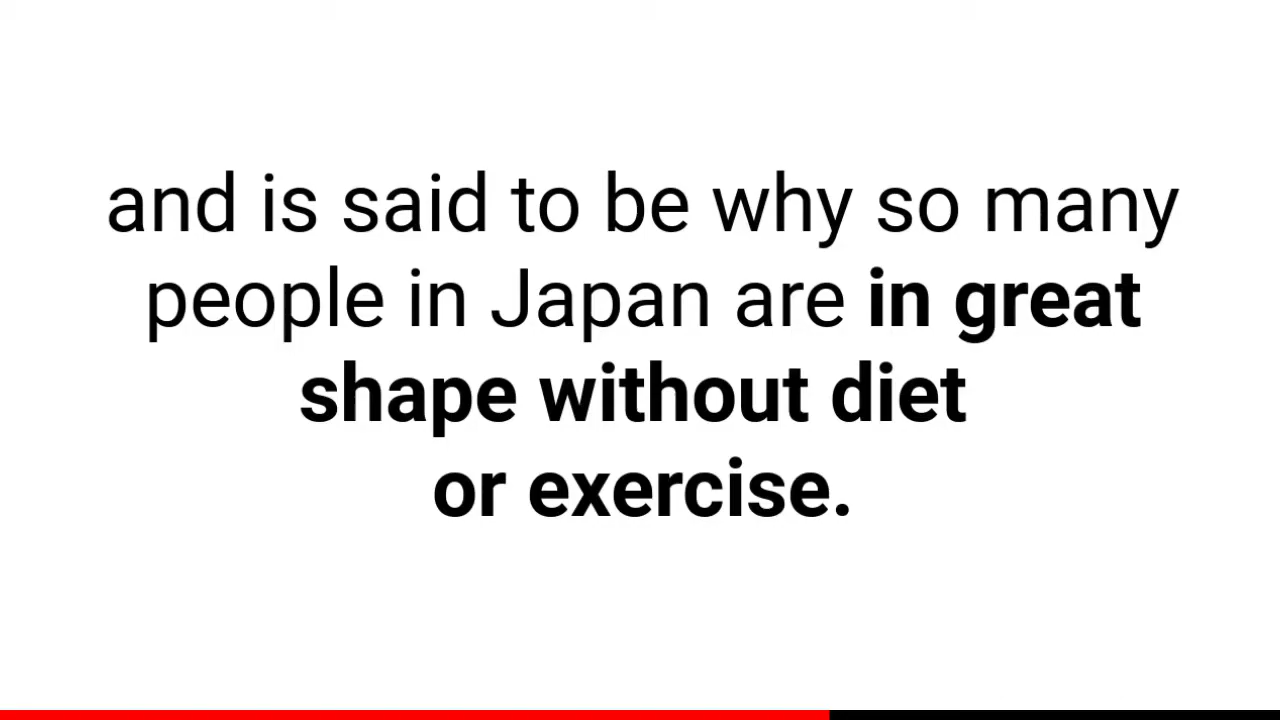 and is said to be why so many
people in Japan are in great
shape without diet
or exercise.